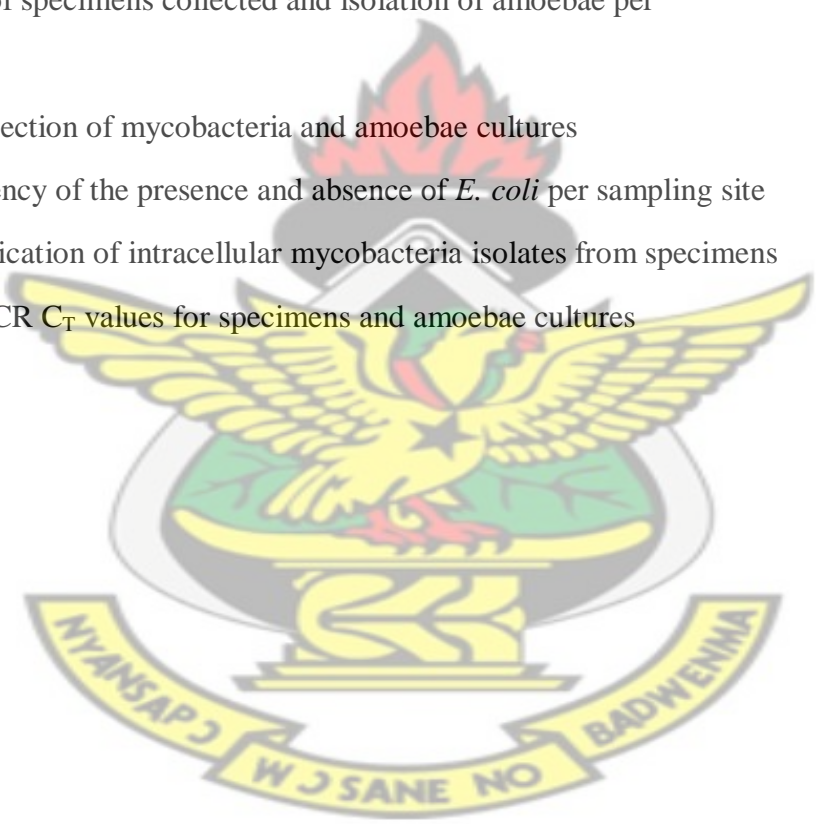 of specimens collected and isolation of amoebae per
ection of mycobacteria and amoebae cultures
ency of the presence and absence of E. coli per sampling site
ication of intracellular mycobacteria isolates from specimens
CR C_T values for specimens and amoebae cultures
NYANSAPƆ
WƆ SANE NO
BADWENMA